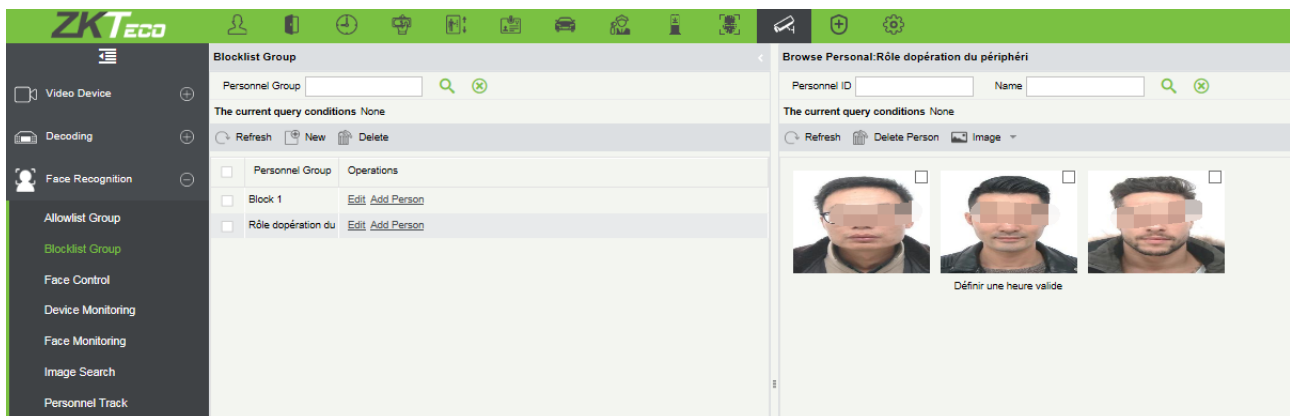 ZKTECO
Video Device
Decoding
Face Recognition
Allowlist Group
Blocklist Group
Face Control
Device Monitoring
Face Monitoring
Image Search
Personnel Track
Blocklist Group
Personnel Group
The current query conditions None
Refresh New Delete
Personnel Group Operations
Block 1 Edit Add Person
Rôle dopération du Edit Add Person
Browse Personal:Rôle dopération du périphéri
Personnel ID Name
The current query conditions None
Refresh Delete Person Image
Définir une heure valide